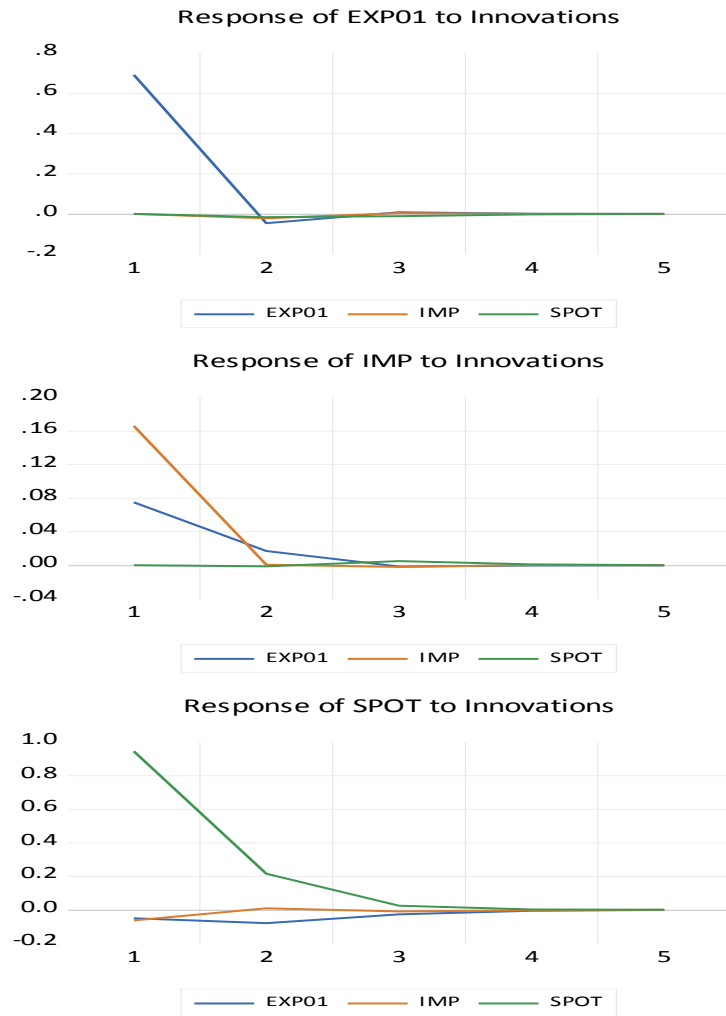 Response of EXP01 to Innovations
.8
.6
.4
.2
.0
-.2
1 2 3 4 5
EXP01 IMP SPOT
Response of IMP to Innovations
.20
.16
.12
.08
.04
.00
-.04
1 2 3 4 5
EXP01 IMP SPOT
Response of SPOT to Innovations
1.0
0.8
0.6
0.4
0.2
0.0
-0.2
1 2 3 4 5
EXP01 IMP SPOT